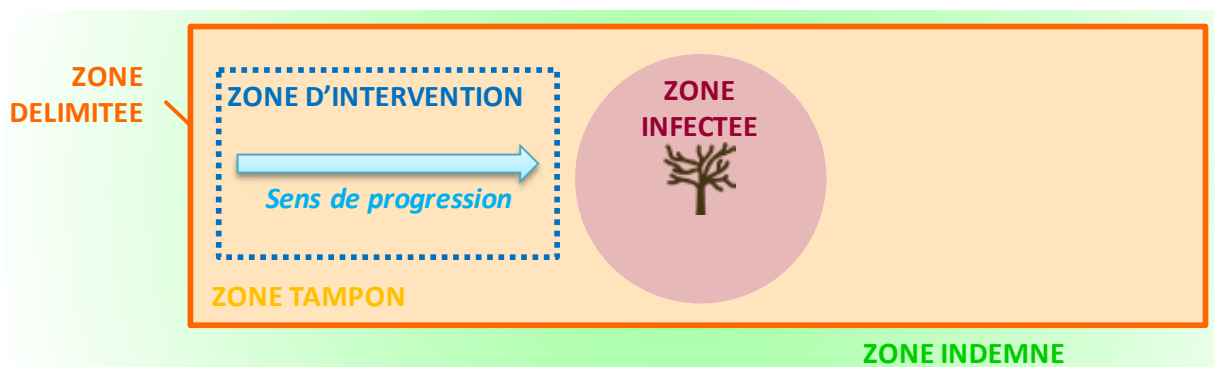 ZONE
DELIMITEE
ZONE D'INTERVENTION
Sens de progression
ZONE
INFECTEE
ZONE TAMPON
ZONE INDEMNE